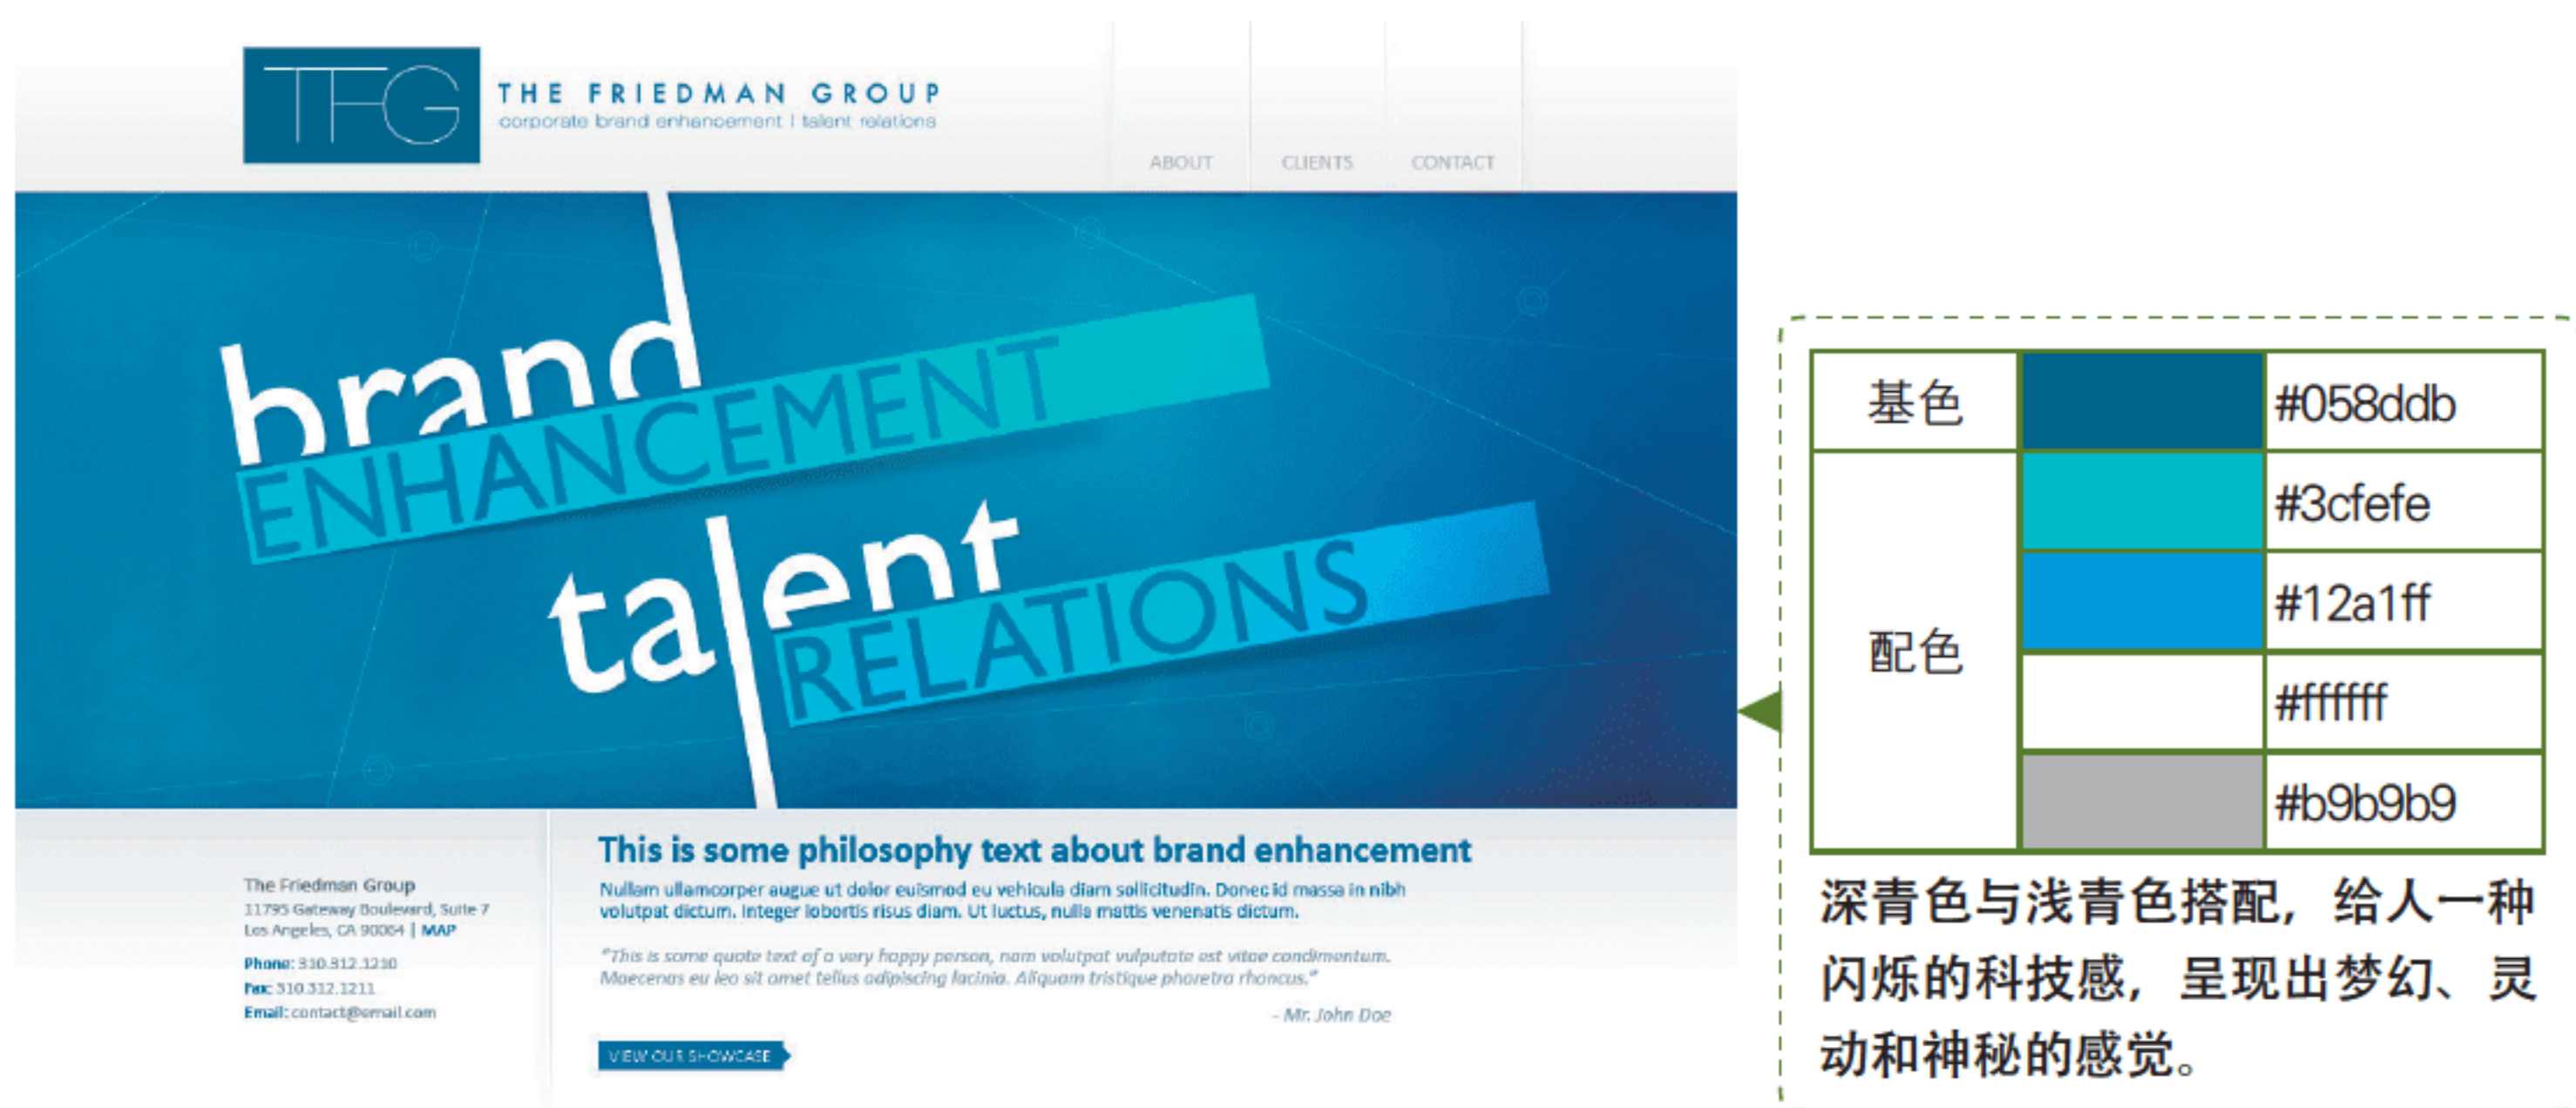 TFG
THE FRIEDMAN GROUP
corporate brand enhancement | talent relations
ABOUT
CLIENTS
CONTACT
brand
ENHANCEMENT
talent
RELATIONS
The Friedman Group
11795 Gateway Boulevard, Suite 7
Los Angeles, CA 90064 | MAP
Phone: 310.312.1210
Fax: 310.312.1211
Email: contact@email.com
This is some philosophy text about brand enhancement
Nullam ullamcorper augue ut dolor euismod eu vehicula diam sollicitudin. Donec id massa in nibh
volutpat dictum. Integer lobortis risus diam. Ut luctus, nulla mattis venenatis dictum.
"This is some quote text of a very happy person, nam volutpat vulputate est vitae condimentum.
Maecenas eu leo sit amet tellus adipiscing lacinia. Aliquam tristique pharetra rhoncus."
- Mr. John Doe
VIEW OUR SHOWCASE
基色
#058ddb
配色
#3cfefe
#12a1ff
#ffffff
#b9b9b9
深青色与浅青色搭配，给人一种
闪烁的科技感，呈现出梦幻、灵
动和神秘的感觉。